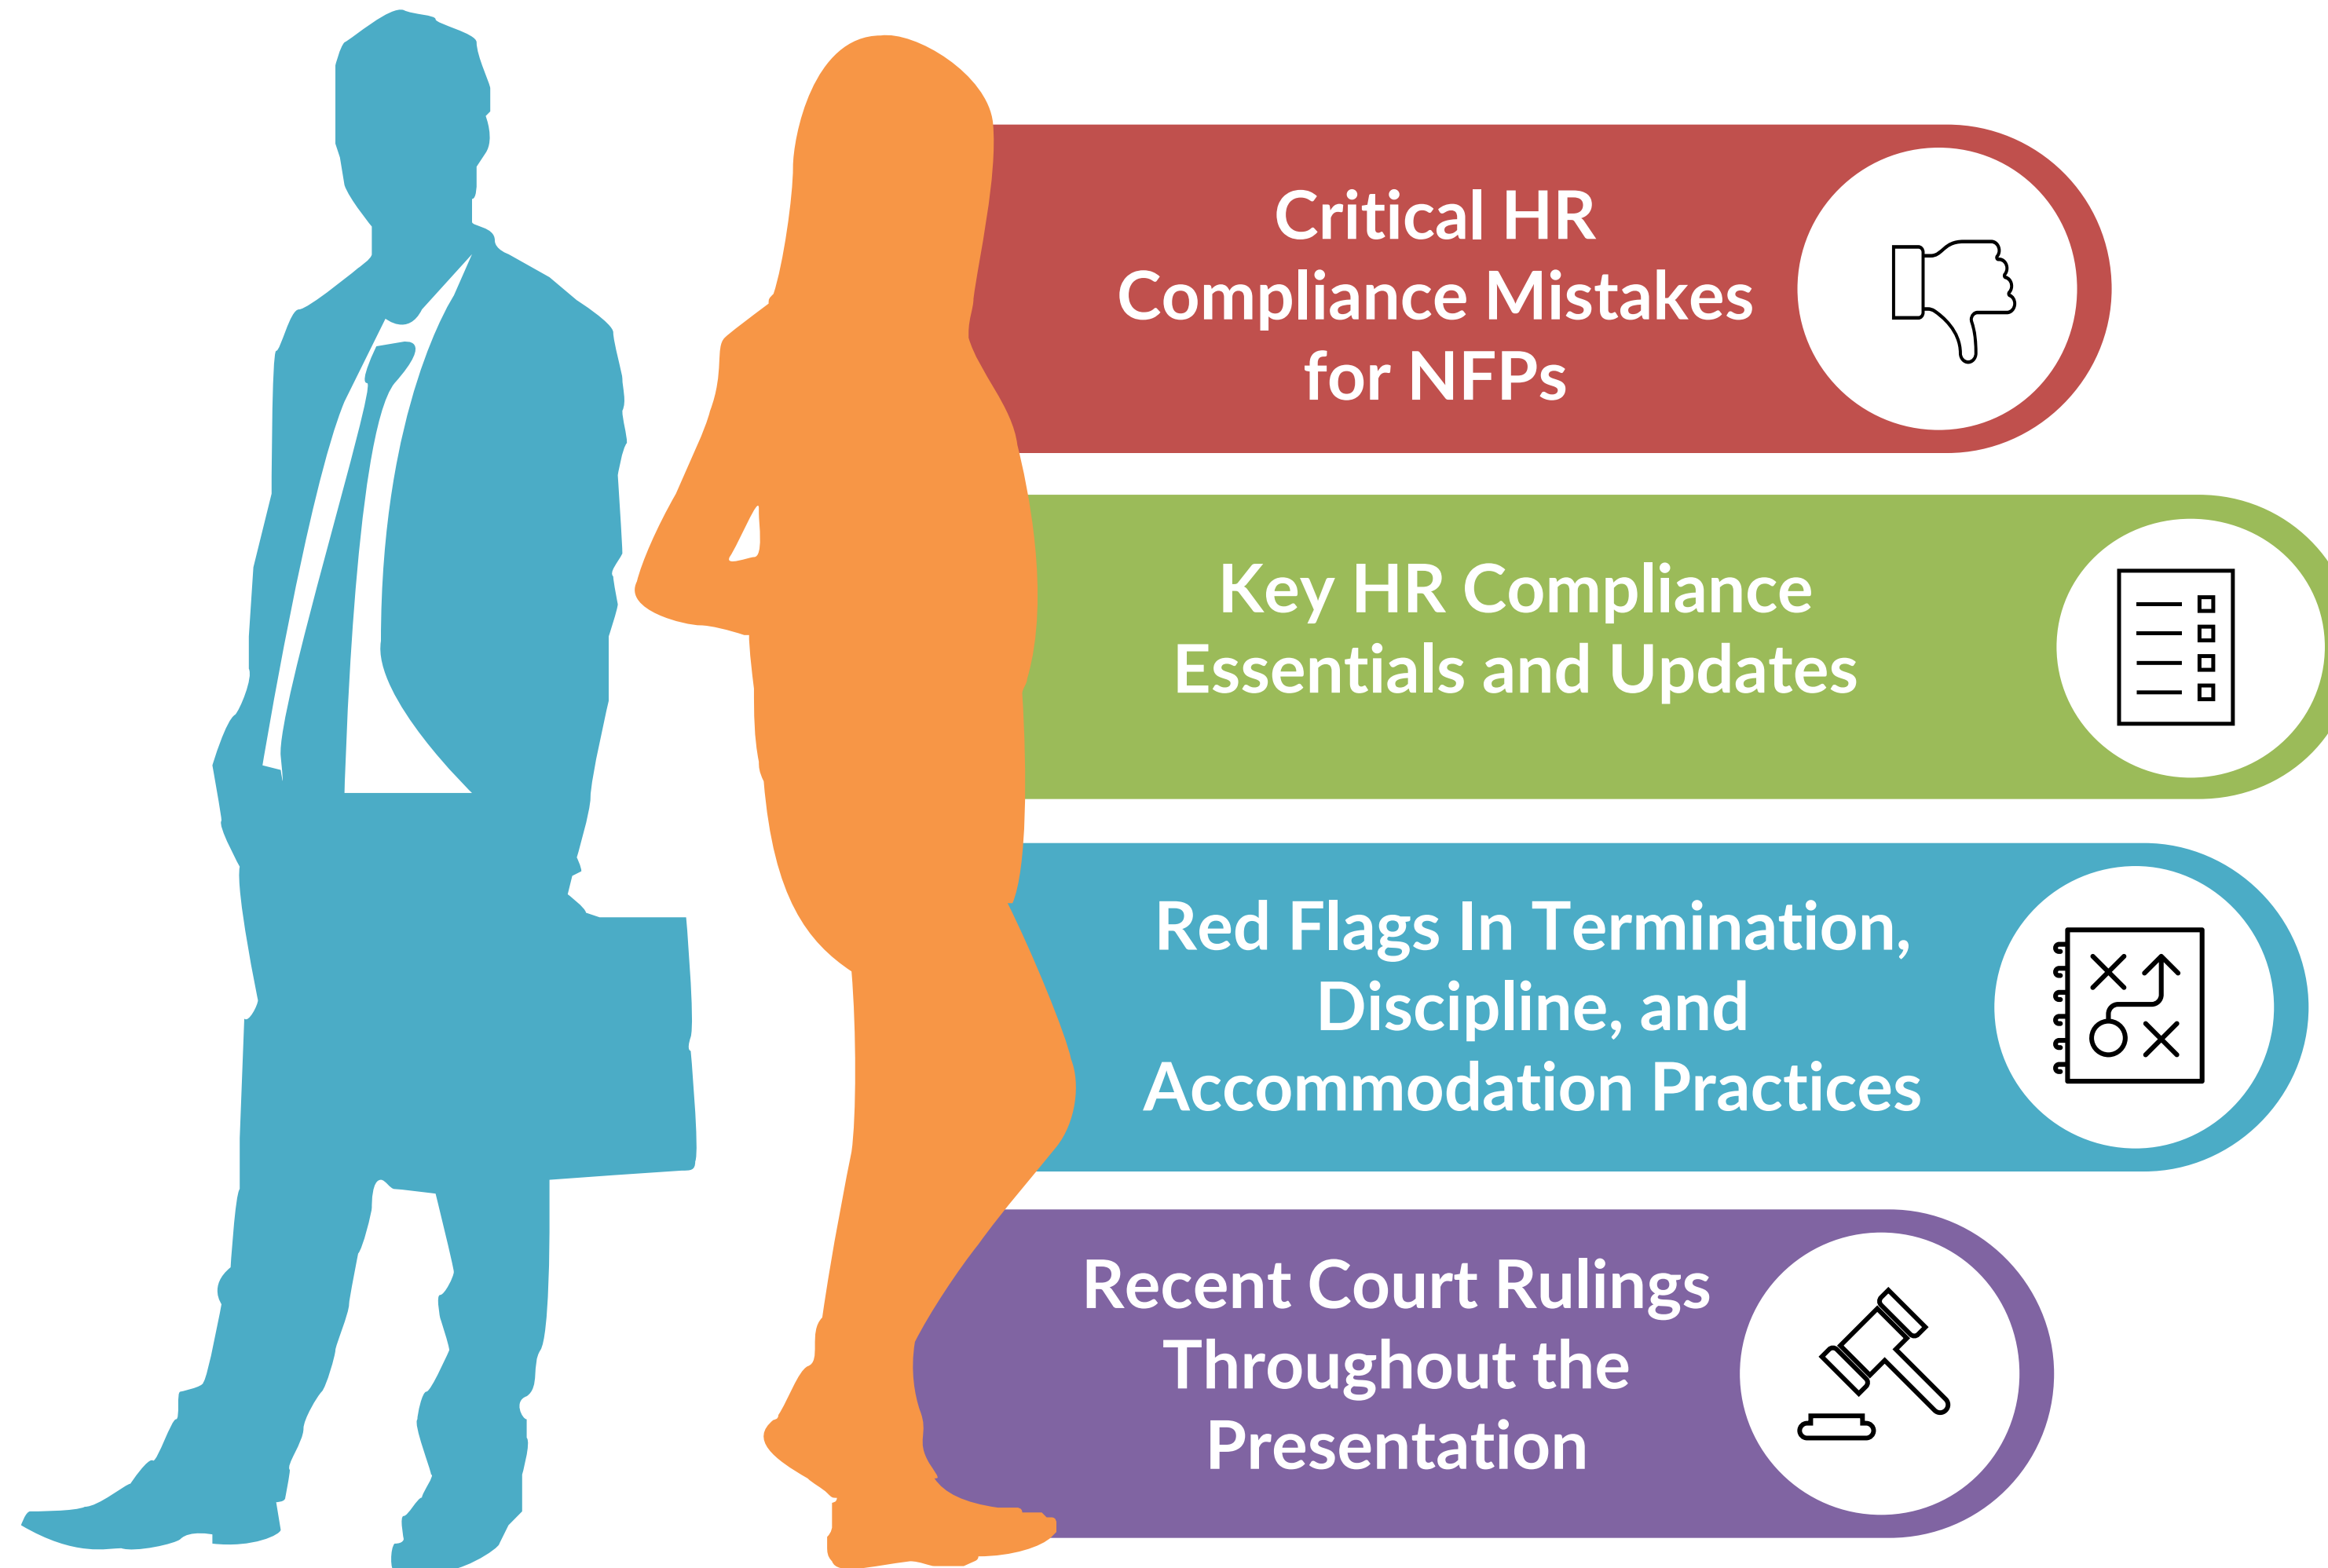 Critical HR
Compliance Mistakes
for NFPs
Key HR Compliance
Essentials and Updates
Red Flags In Termination,
Discipline, and
Accommodation Practices
Recent Court Rulings
Throughout the
Presentation